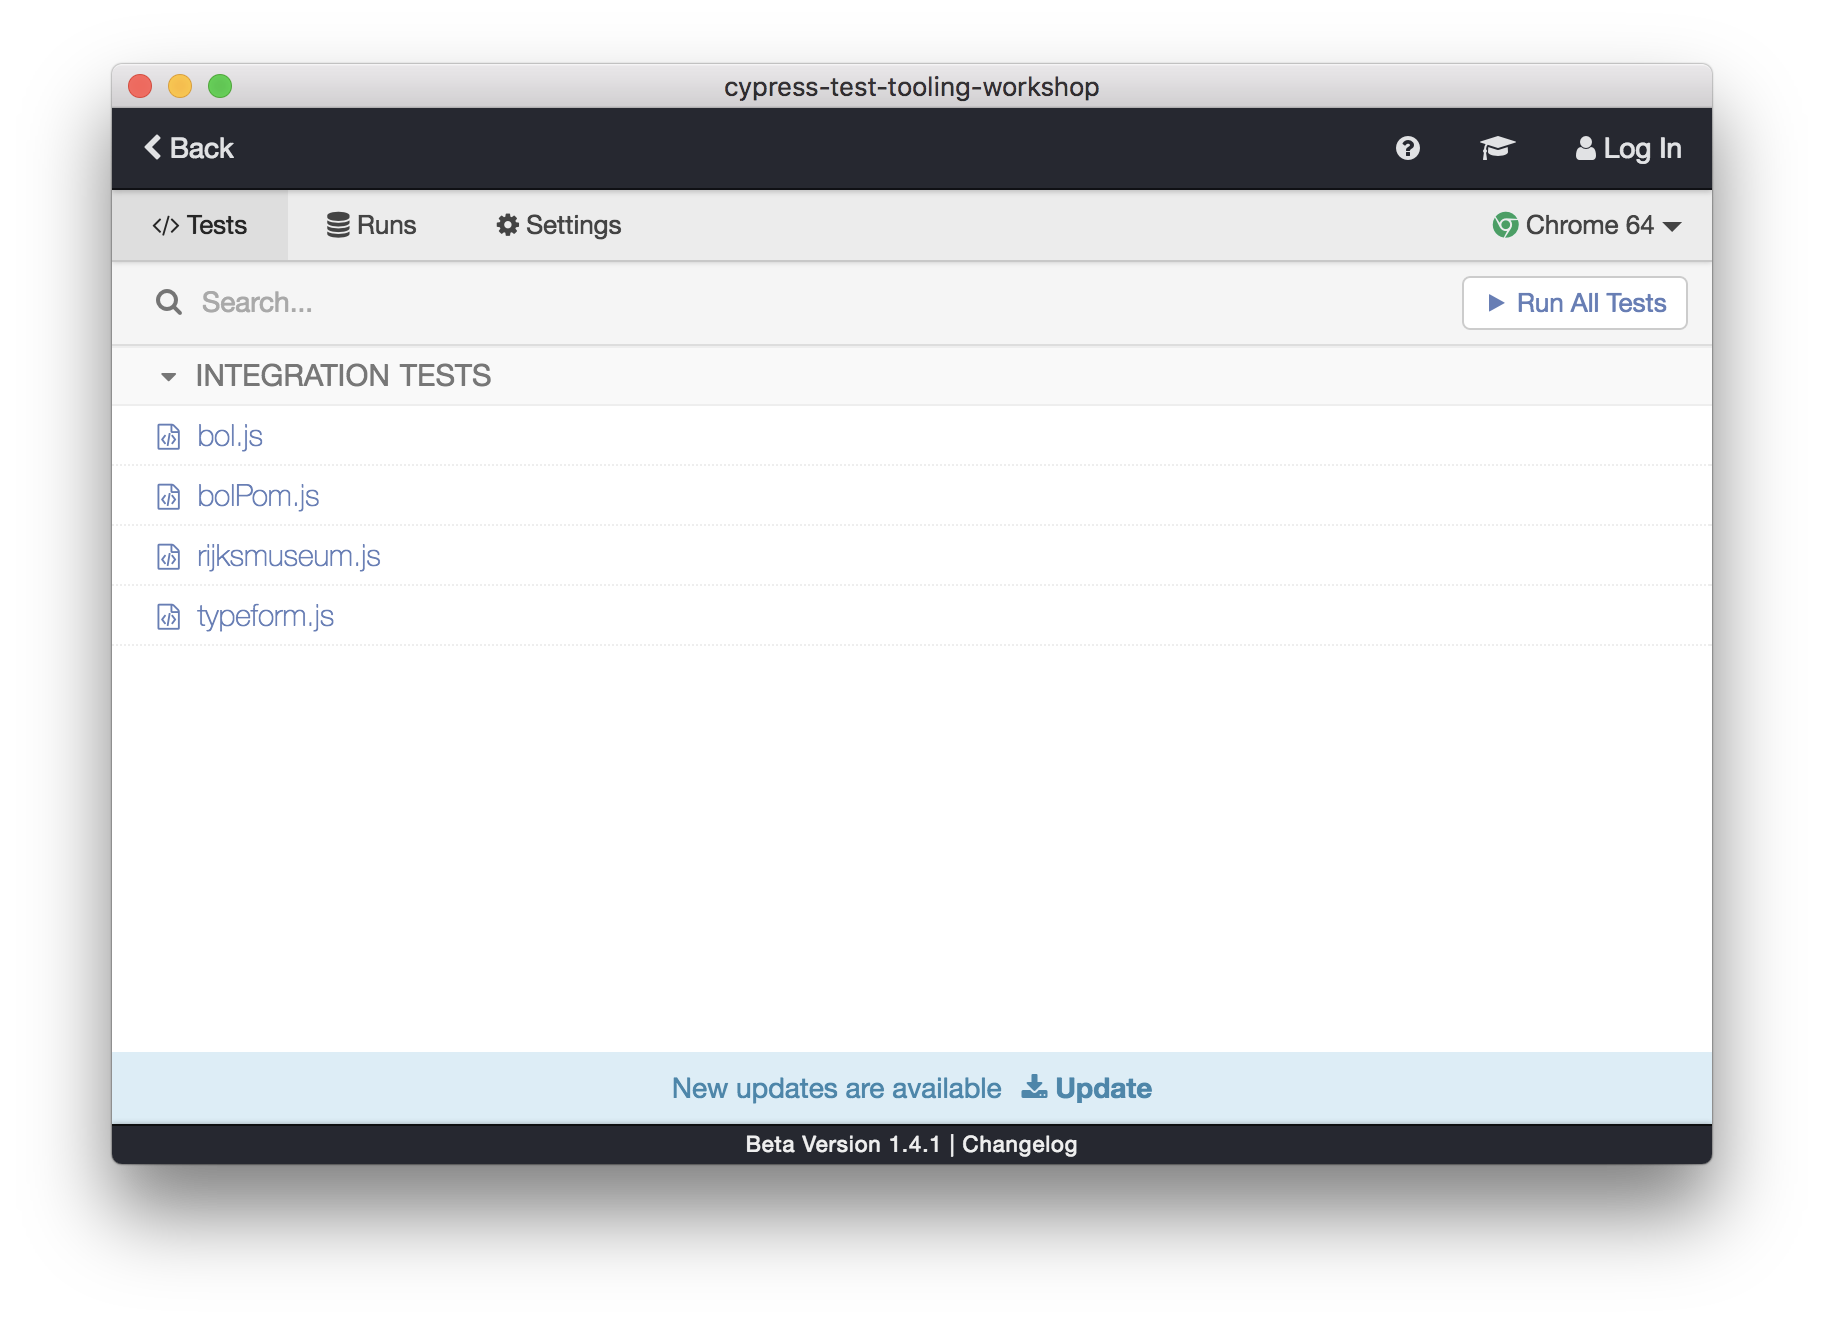 cypress-test-tooling-workshop
Back
Log In
Tests
Runs
Settings
Chrome 64
Search...
Run All Tests
INTEGRATION TESTS
bol.js
bolPom.js
rijksmuseum.js
typeform.js
New updates are available Update
Beta Version 1.4.1 | Changelog